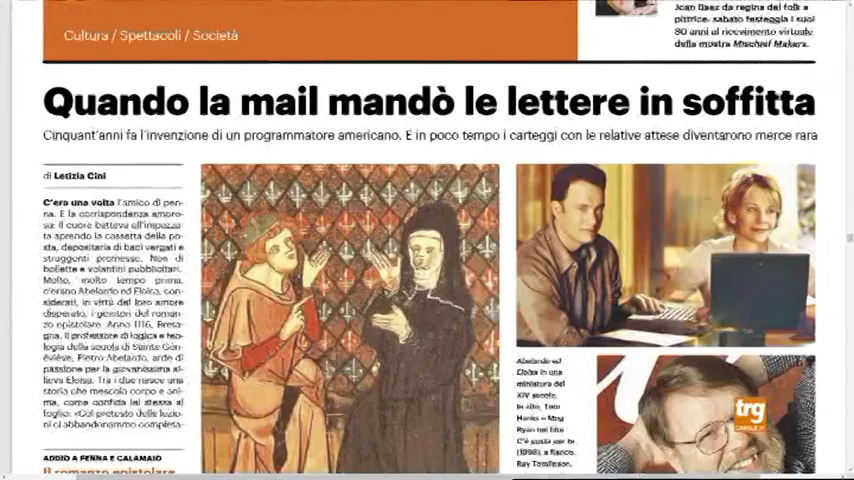 Joan Baez da regina del folk a
pittrice: sabato festeggia i suoi
80 anni al ricevimento virtuale
della mostra Mischief Makers.
Cultura / Spettacoli / Società
Quando la mail mandò le lettere in soffitta
Cinquant'anni fa l'invenzione di un programmatore americano. E in poco tempo i carteggi con le relative attese diventarono merce rara
di Letizia Cini
C'era una volta l'amico di pen-
na. E la corrispondenza amoro-
sa: il cuore batteva all'impazza-
ta aprendo la cassetta della po-
sta, depositaria di baci vergati e
struggenti promesse. Non di
bollette e volantini pubblicitari.
Molto, molto tempo prima,
c'erano Abelardo ed Eloisa, con-
siderati, in virtù del loro amore
disperato, i genitori del roman-
zo epistolare. Anno 1116, Breta-
gna. Il professore di logica e teo-
logia della scuola di Sainte Gen-
éviève, Pietro Abelardo, arde di
passione per la giovanissima al-
lieva Eloisa. Tra i due nasce una
storia che mescola corpo e ani-
ma, come confida lei stessa al
foglio: «Col pretesto delle lezio-
ni ci abbandonammo completa-
ADDIO A PENNA E CALAMAIO
Il romanzo epistolare
Abelardo ed
Eloisa in una
miniatura del
XIV secolo.
In alto, Tom
Hanks e Meg
Ryan nel film
C'è posta per te
(1998); a fianco,
Ray Tomlinson.
trg
CANALE 11